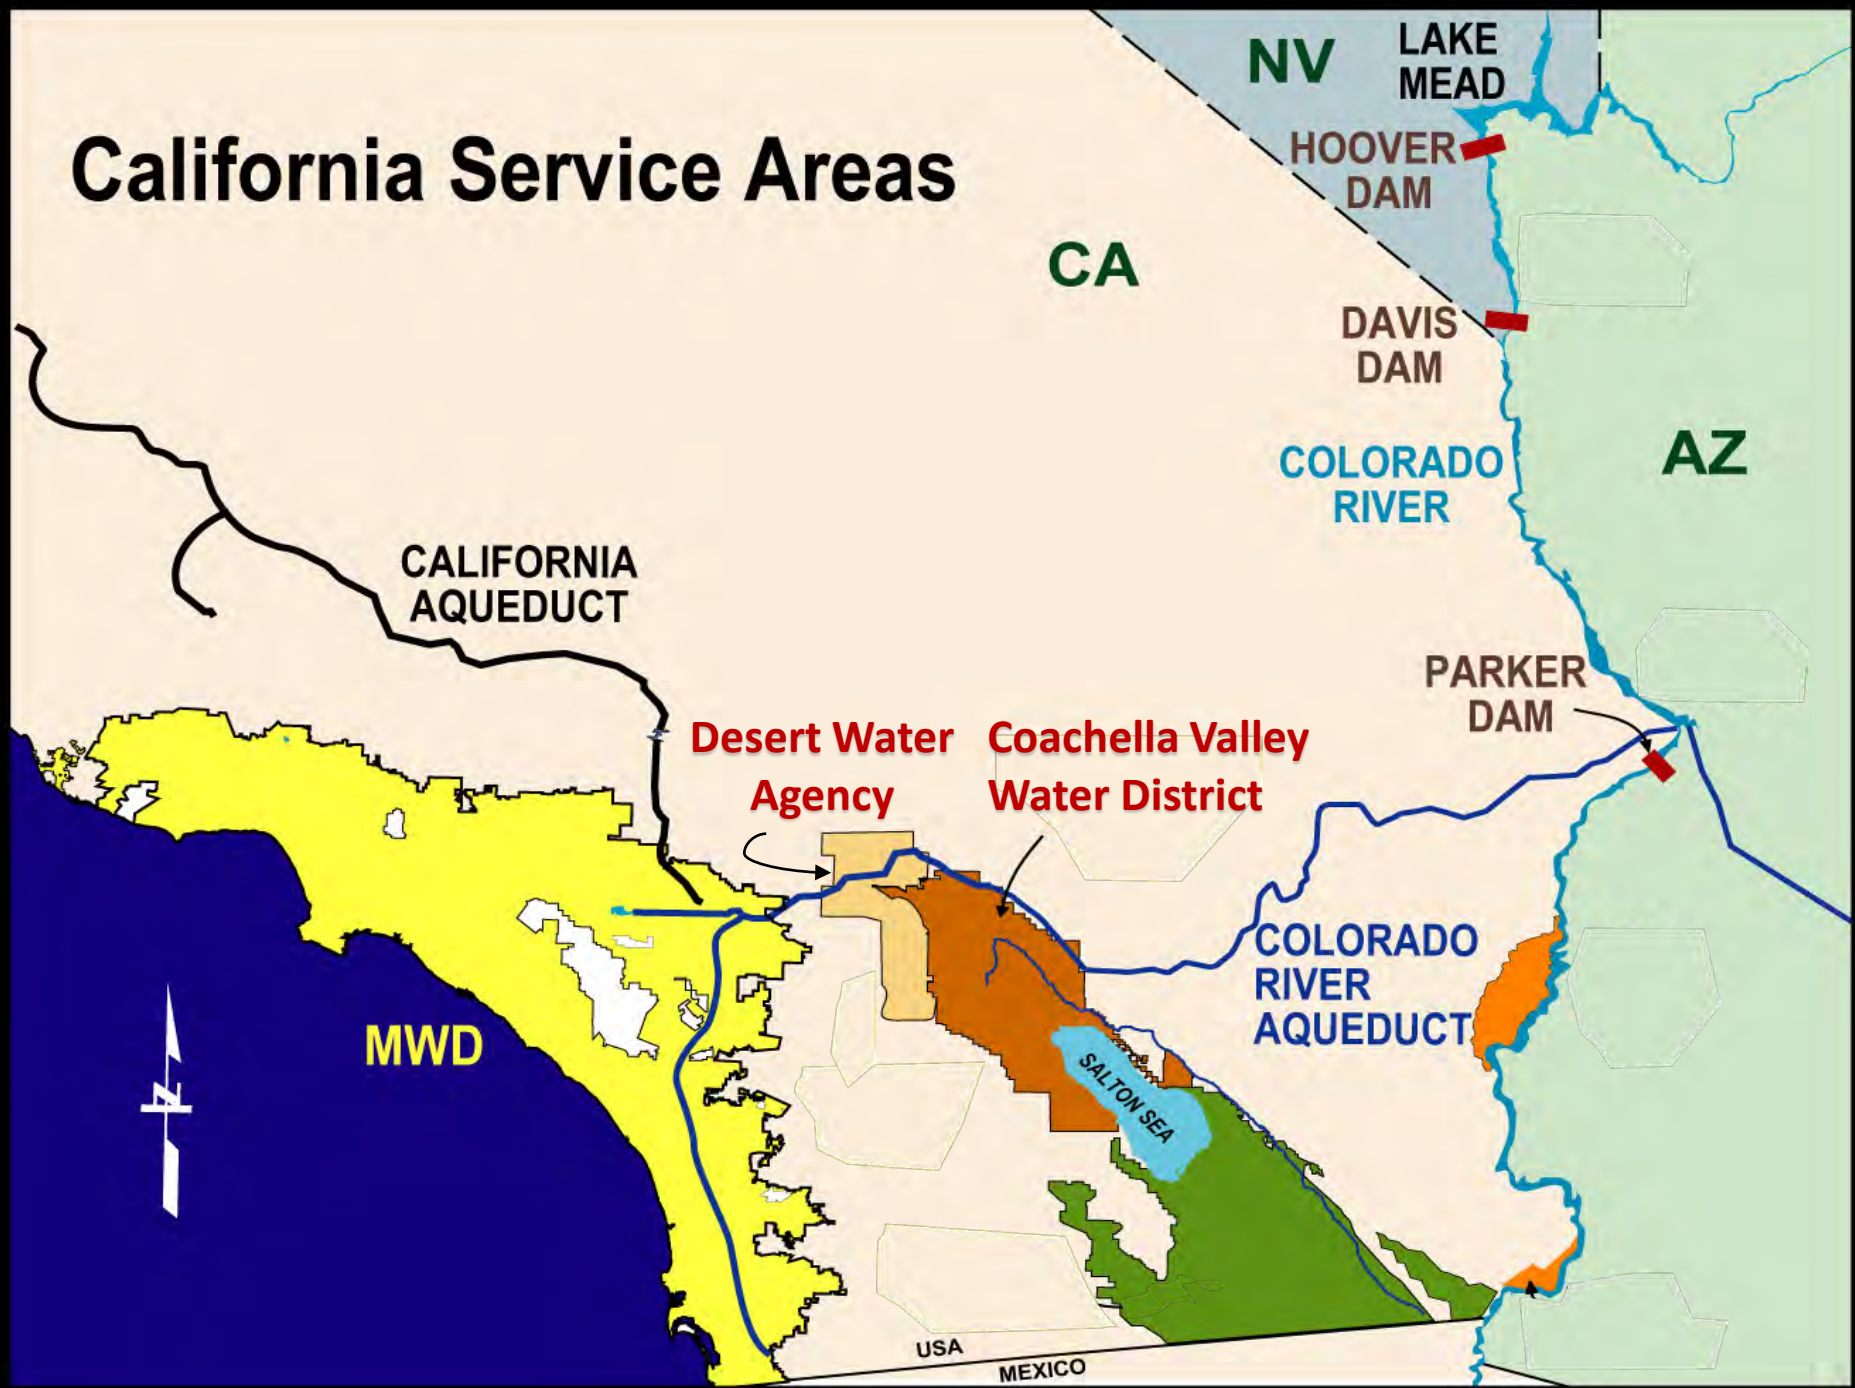 California Service Areas
NV
LAKE
MEAD
HOOVER
DAM
CA
DAVIS
DAM
COLORADO
RIVER
AZ
CALIFORNIA
AQUEDUCT
PARKER
DAM
Desert Water
Agency
Coachella Valley
Water District
COLORADO
RIVER
AQUEDUCT
MWD
SALTON SEA
N
USA
MEXICO